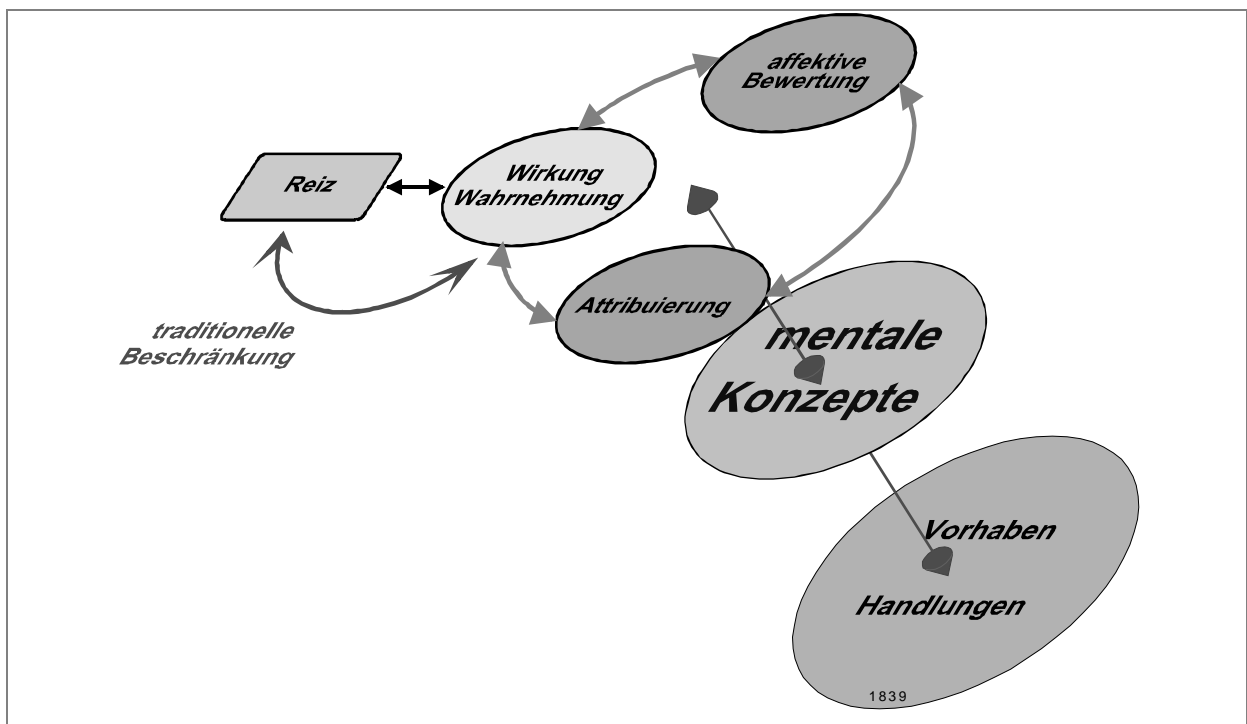 affektive
Bewertung
Reiz
Wirkung
Wahrnehmung
Attribuierung
traditionelle
Beschränkung
mentale
Konzepte
Vorhaben
Handlungen
1839